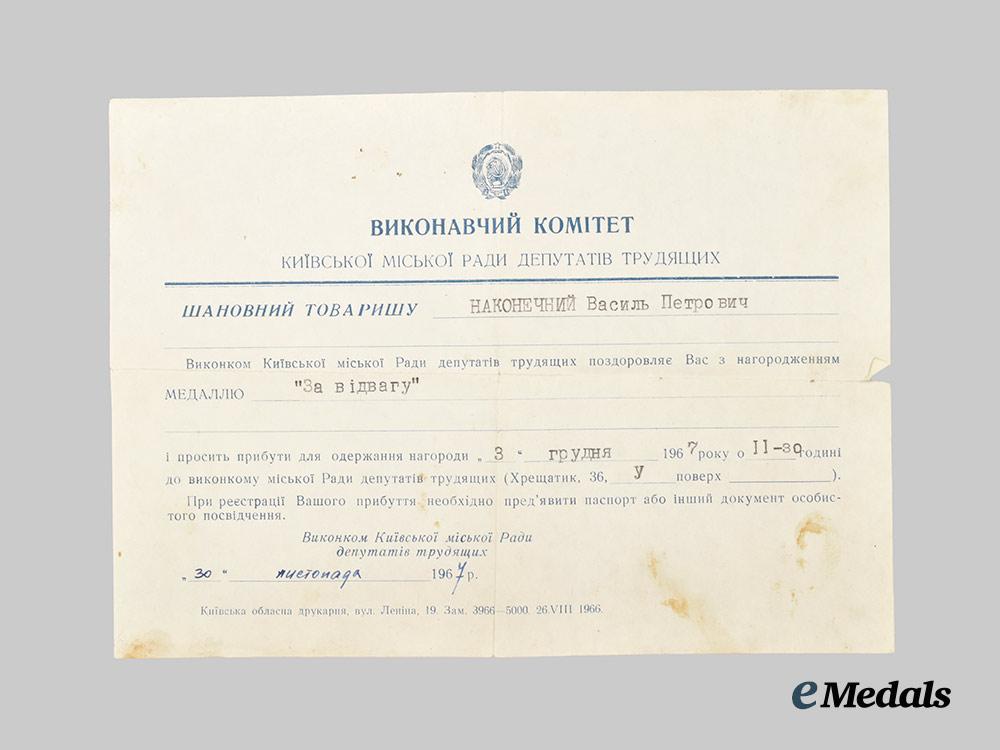 ВИКОНАВЧИЙ КОМІТЕТ
КИЇВСЬКОЇ МІСЬКОЇ РАДИ ДЕПУТАТІВ ТРУДЯЩИХ
ШАНОВНИЙ ТОВАРИШУ НАКОНЕЧНИЙ Василь Петрович
Виконком Київської міської Ради депутатів трудящих поздоровляє Вас з нагородженням
МЕДАЛЛЮ "За відвагу"
і просить прибути для одержання нагороди „ 3 " грудня 1967 року о II-30 годині
до виконкому міської Ради депутатів трудящих (Хрещатик, 36, У поверх ).
При реєстрації Вашого прибуття необхідно пред'явити паспорт або інший документ особис-
того посвідчення.
Виконком Київської міської Ради
депутатів трудящих
„ 30 " листопада 1967 р.
Київська обласна друкарня, вул. Леніна, 19. Зам. 3966—5000. 26.VIII 1966.
eMedals